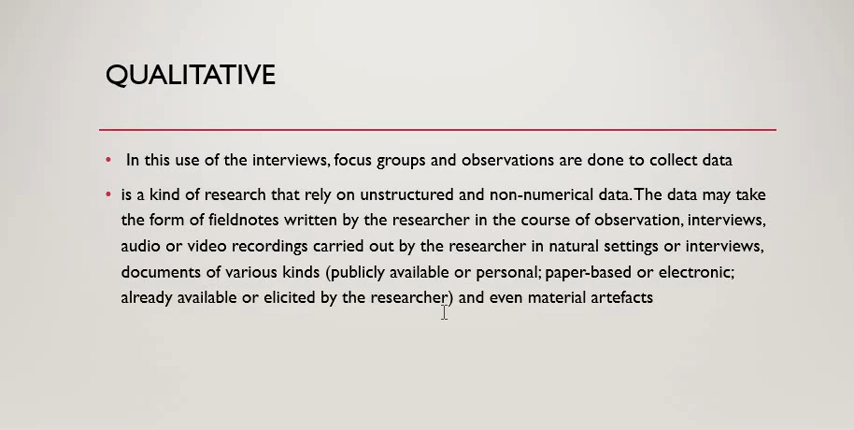 QUALITATIVE
• In this use of the interviews, focus groups and observations are done to collect data
• is a kind of research that rely on unstructured and non-numerical data. The data may take
the form of fieldnotes written by the researcher in the course of observation, interviews,
audio or video recordings carried out by the researcher in natural settings or interviews,
documents of various kinds (publicly available or personal; paper-based or electronic;
already available or elicited by the researcher) and even material artefacts